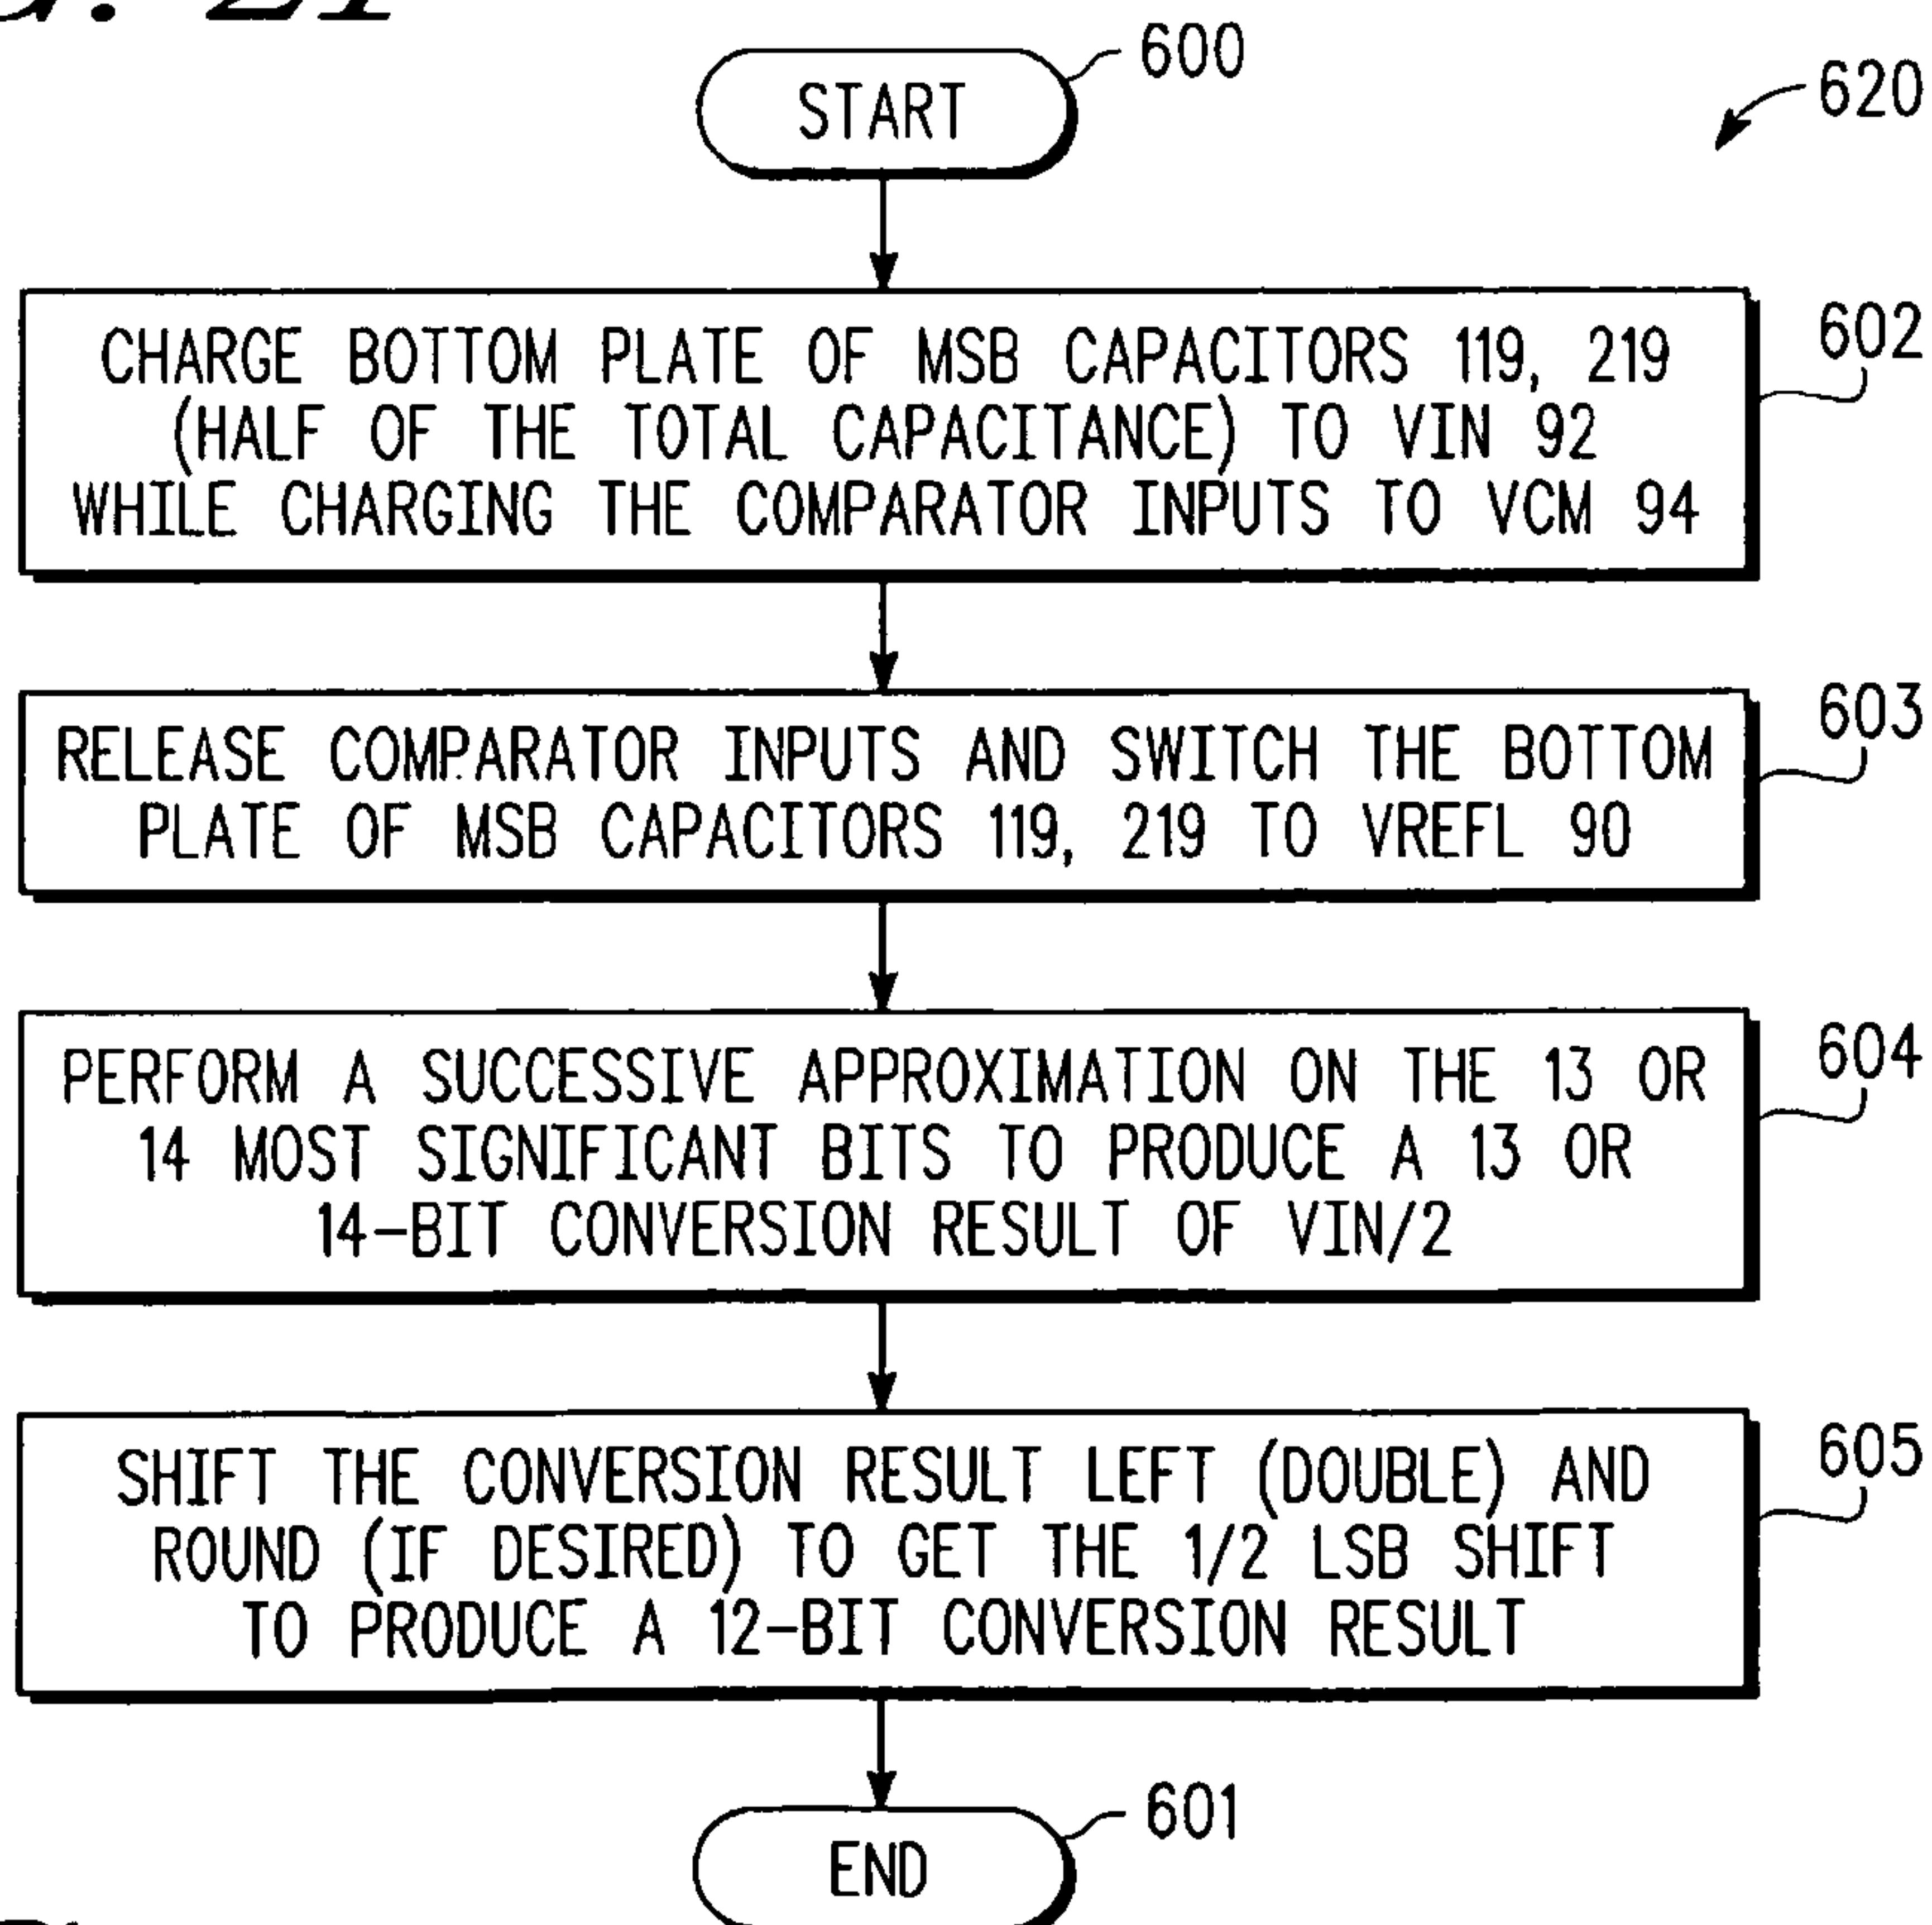 START
600
620
CHARGE BOTTOM PLATE OF MSB CAPACITORS 119, 219
(HALF OF THE TOTAL CAPACITANCE) TO VIN 92
WHILE CHARGING THE COMPARATOR INPUTS TO VCM 94
602
RELEASE COMPARATOR INPUTS AND SWITCH THE BOTTOM
PLATE OF MSB CAPACITORS 119, 219 TO VREFL 90
603
PERFORM A SUCCESSIVE APPROXIMATION ON THE 13 OR
14 MOST SIGNIFICANT BITS TO PRODUCE A 13 OR
14-BIT CONVERSION RESULT OF VIN/2
604
SHIFT THE CONVERSION RESULT LEFT (DOUBLE) AND
ROUND (IF DESIRED) TO GET THE 1/2 LSB SHIFT
TO PRODUCE A 12-BIT CONVERSION RESULT
605
END
601